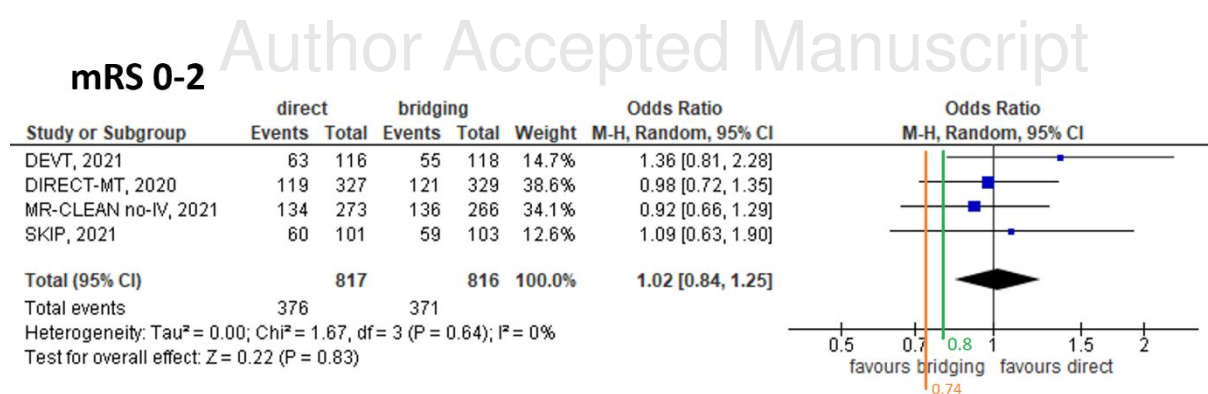 Author Accepted Manuscript
mRS 0-2
direct bridging Odds Ratio Odds Ratio
Study or Subgroup Events Total Events Total Weight M-H, Random, 95% CI M-H, Random, 95% CI
DEVT, 2021 63 116 55 118 14.7% 1.36 [0.81, 2.28]
DIRECT-MT, 2020 119 327 121 329 38.6% 0.98 [0.72, 1.35]
MR-CLEAN no-IV, 2021 134 273 136 266 34.1% 0.92 [0.66, 1.29]
SKIP, 2021 60 101 59 103 12.6% 1.09 [0.63, 1.90]
Total (95% CI) 817 816 100.0% 1.02 [0.84, 1.25]
Total events 376 371
Heterogeneity: Tau² = 0.00; Chi² = 1.67, df = 3 (P = 0.64); I² = 0%
Test for overall effect: Z = 0.22 (P = 0.83)
0.5 0.7 0.8 1 1.5 2
favours bridging favours direct
0.74